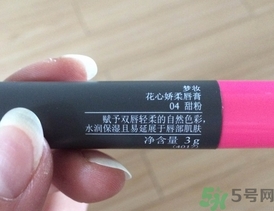 梦妆
花心娇柔唇膏
04 甜粉
赋予双唇轻柔的自然色彩,
水润保湿且易延展于唇部肌肤
净含量 3 g
5号网